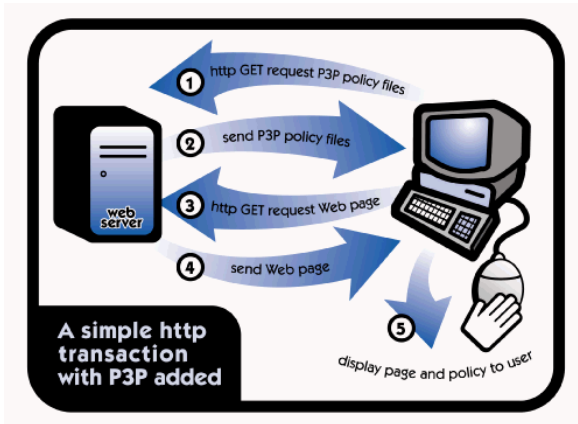 1 http GET request P3P policy files
2 send P3P policy files
3 http GET request Web page
web
server
4 send Web page
5
display page and policy to user
A simple http
transaction
with P3P added